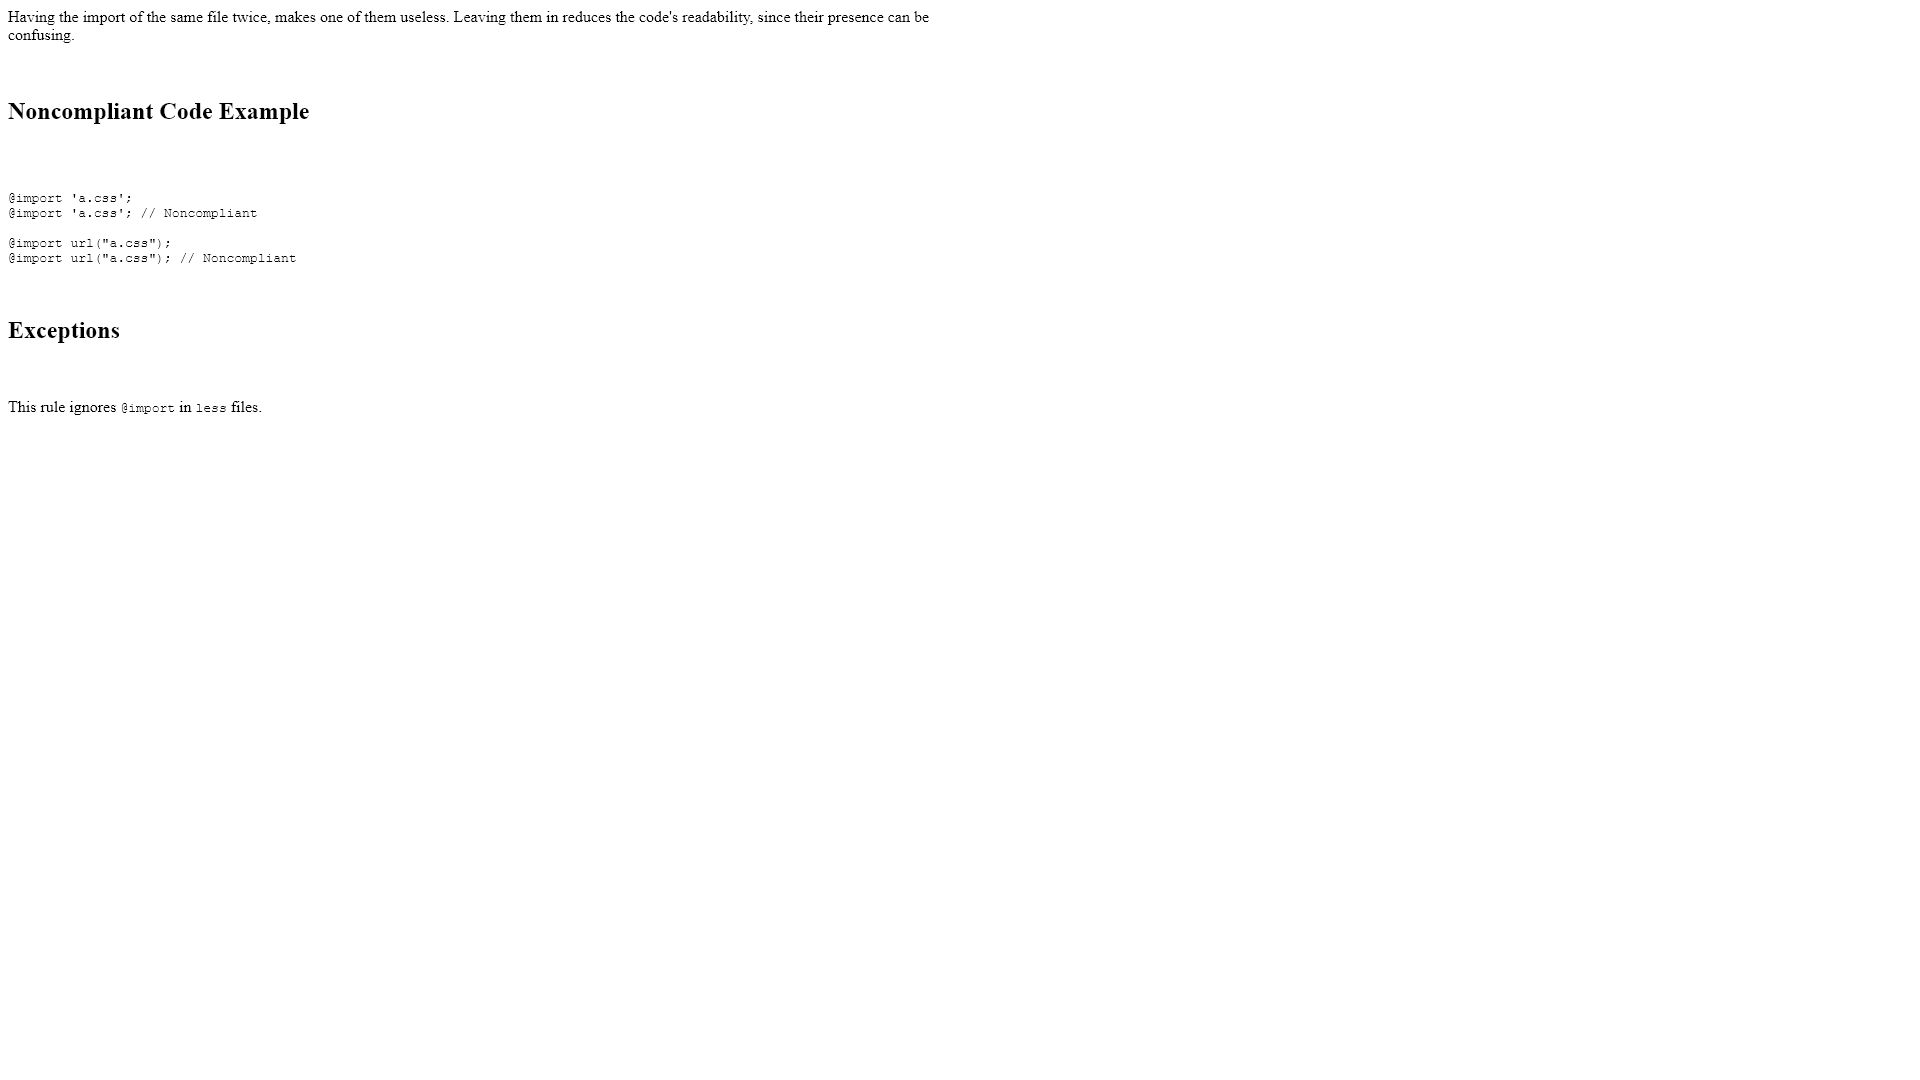 Having the import of the same file twice, makes one of them useless. Leaving them in reduces the code's readability, since their presence can be
confusing.
Noncompliant Code Example
@import 'a.css';
@import 'a.css'; // Noncompliant
@import url("a.css");
@import url("a.css"); // Noncompliant
Exceptions
This rule ignores @import in less files.